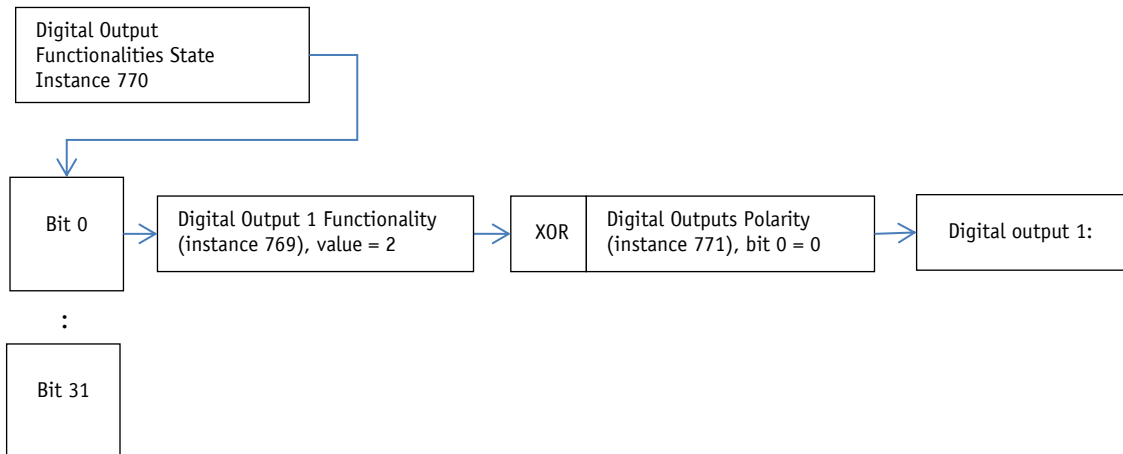 Digital Output
Functionalities State
Instance 770
Bit 0
Digital Output 1 Functionality
(instance 769), value = 2
XOR
Digital Outputs Polarity
(instance 771), bit 0 = 0
Digital output 1:
:
Bit 31